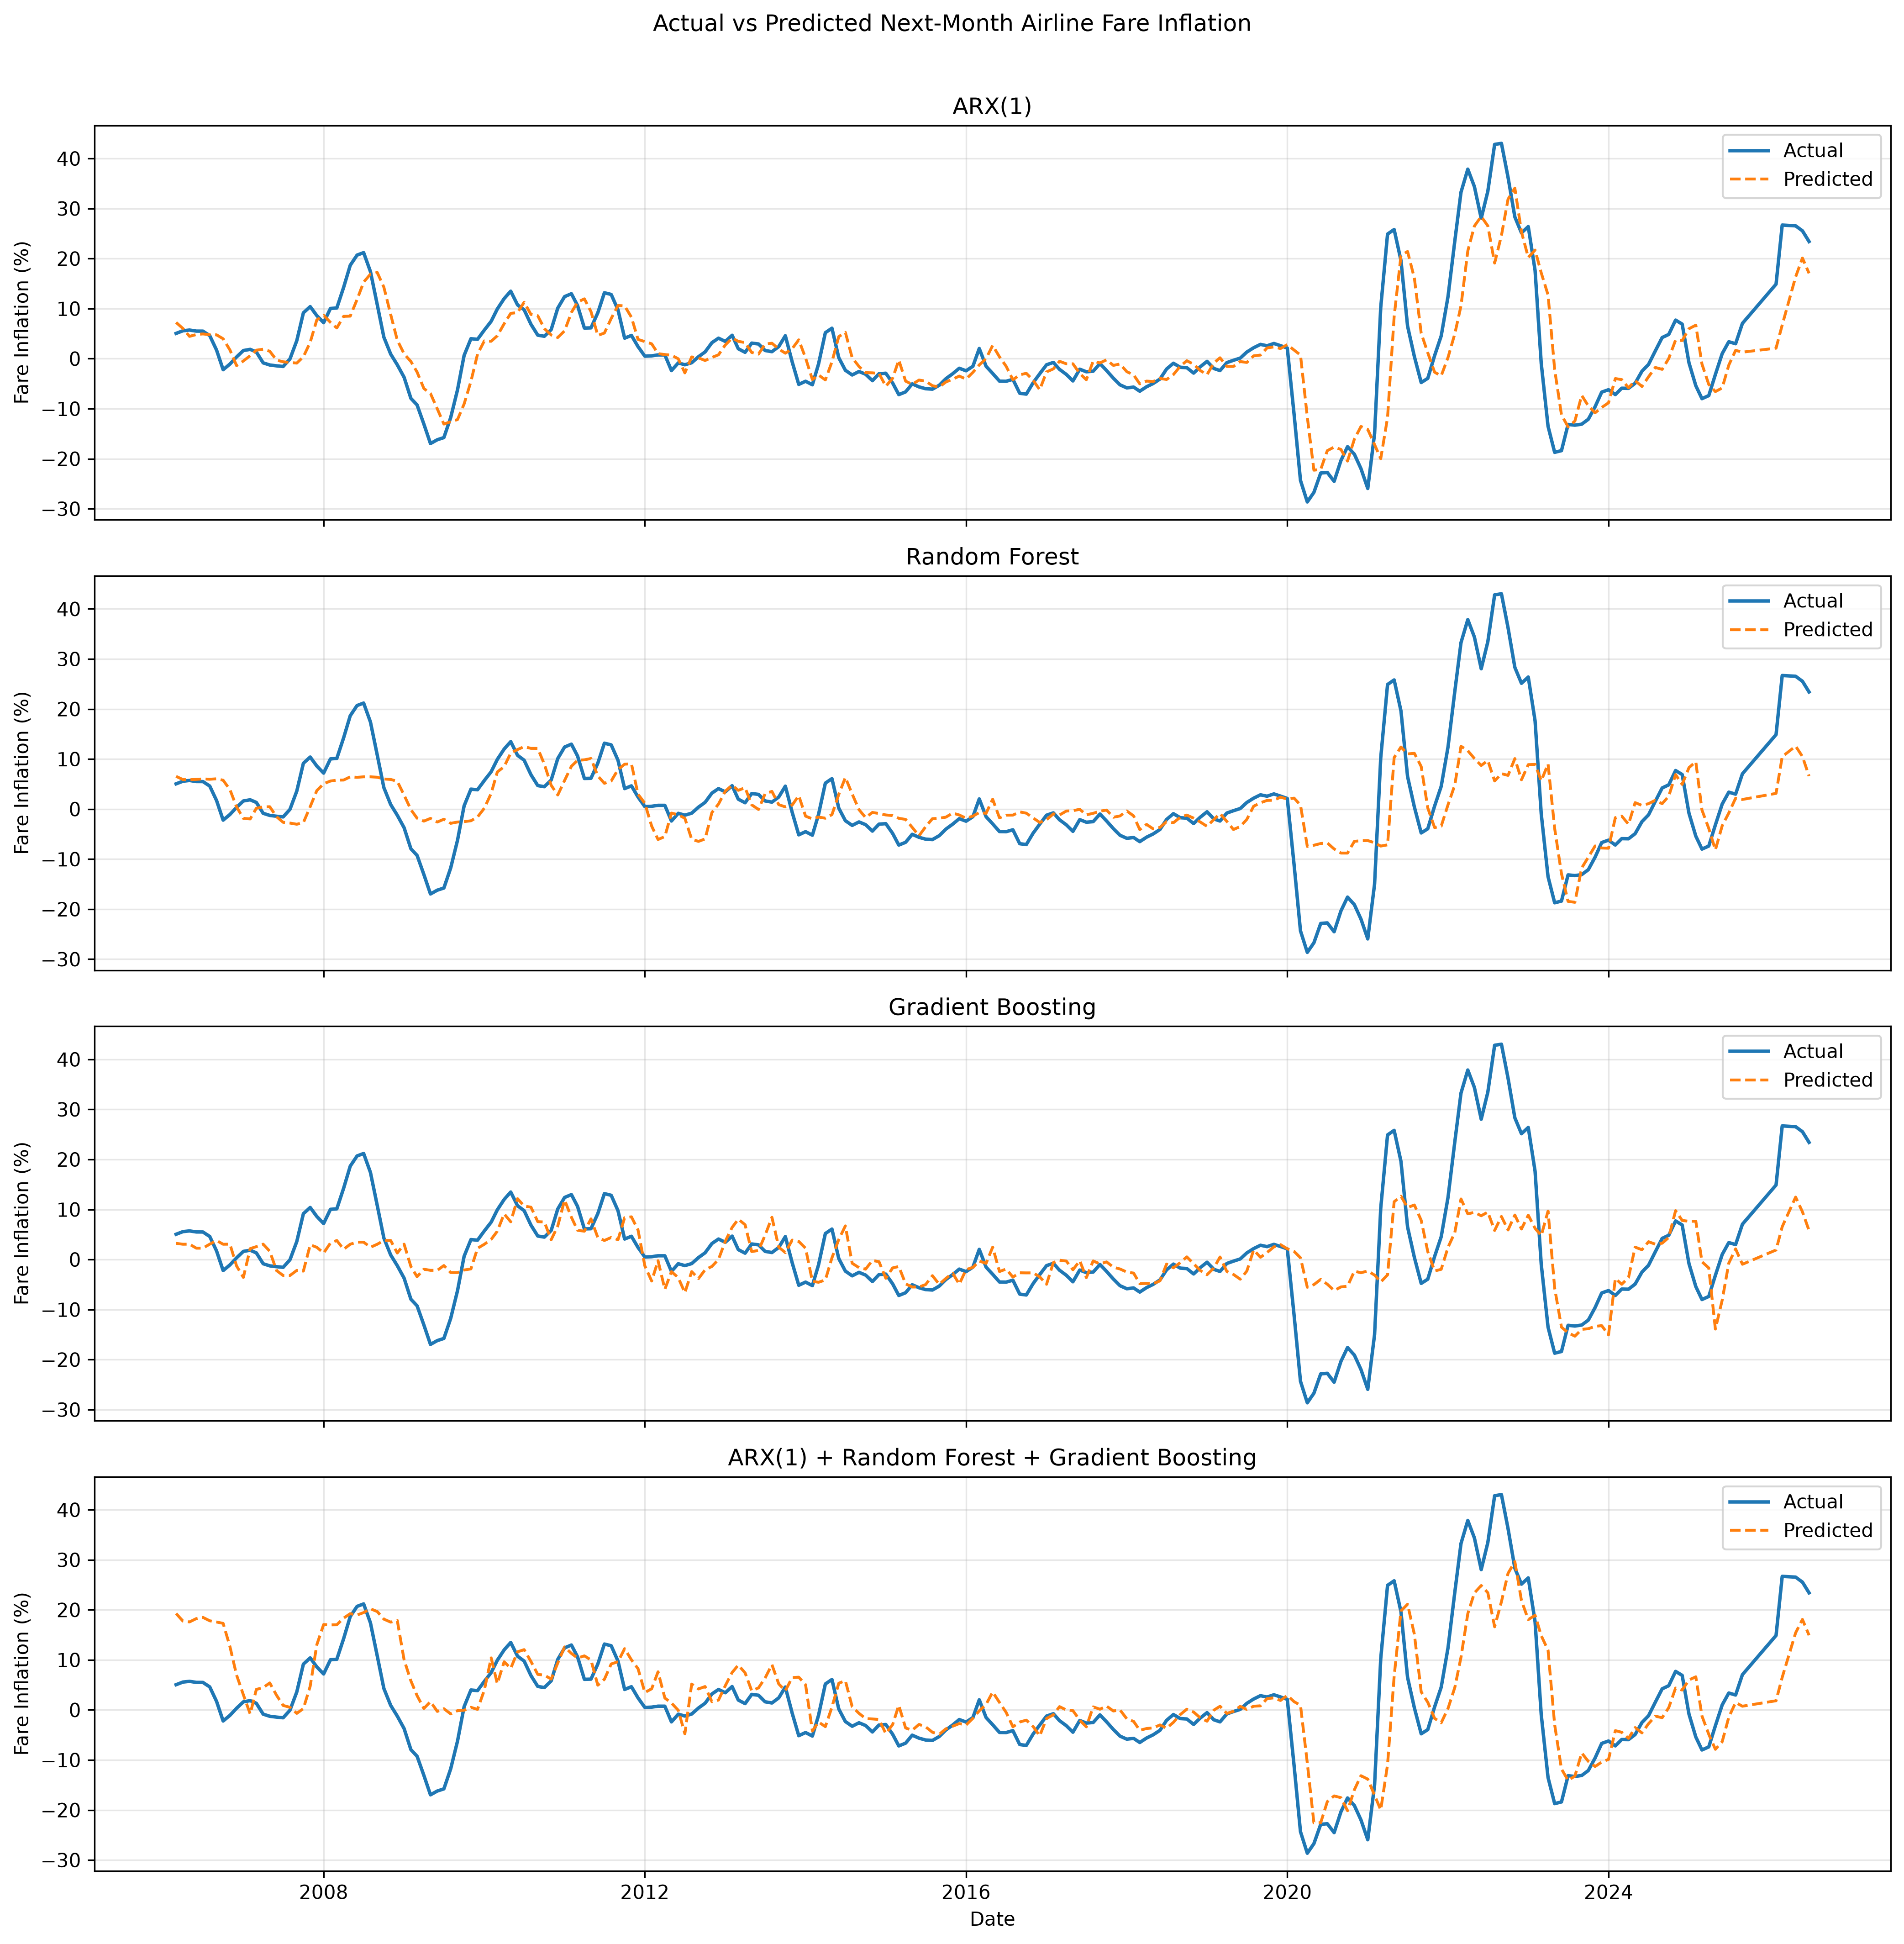 Actual vs Predicted Next-Month Airline Fare Inflation
ARX(1)
Fare Inflation (%)
40
30
20
10
0
−10
−20
−30
Actual
Predicted
Random Forest
Fare Inflation (%)
40
30
20
10
0
−10
−20
−30
Actual
Predicted
Gradient Boosting
Fare Inflation (%)
40
30
20
10
0
−10
−20
−30
Actual
Predicted
ARX(1) + Random Forest + Gradient Boosting
Fare Inflation (%)
40
30
20
10
0
−10
−20
−30
Actual
Predicted
2008 2012 2016 2020 2024
Date